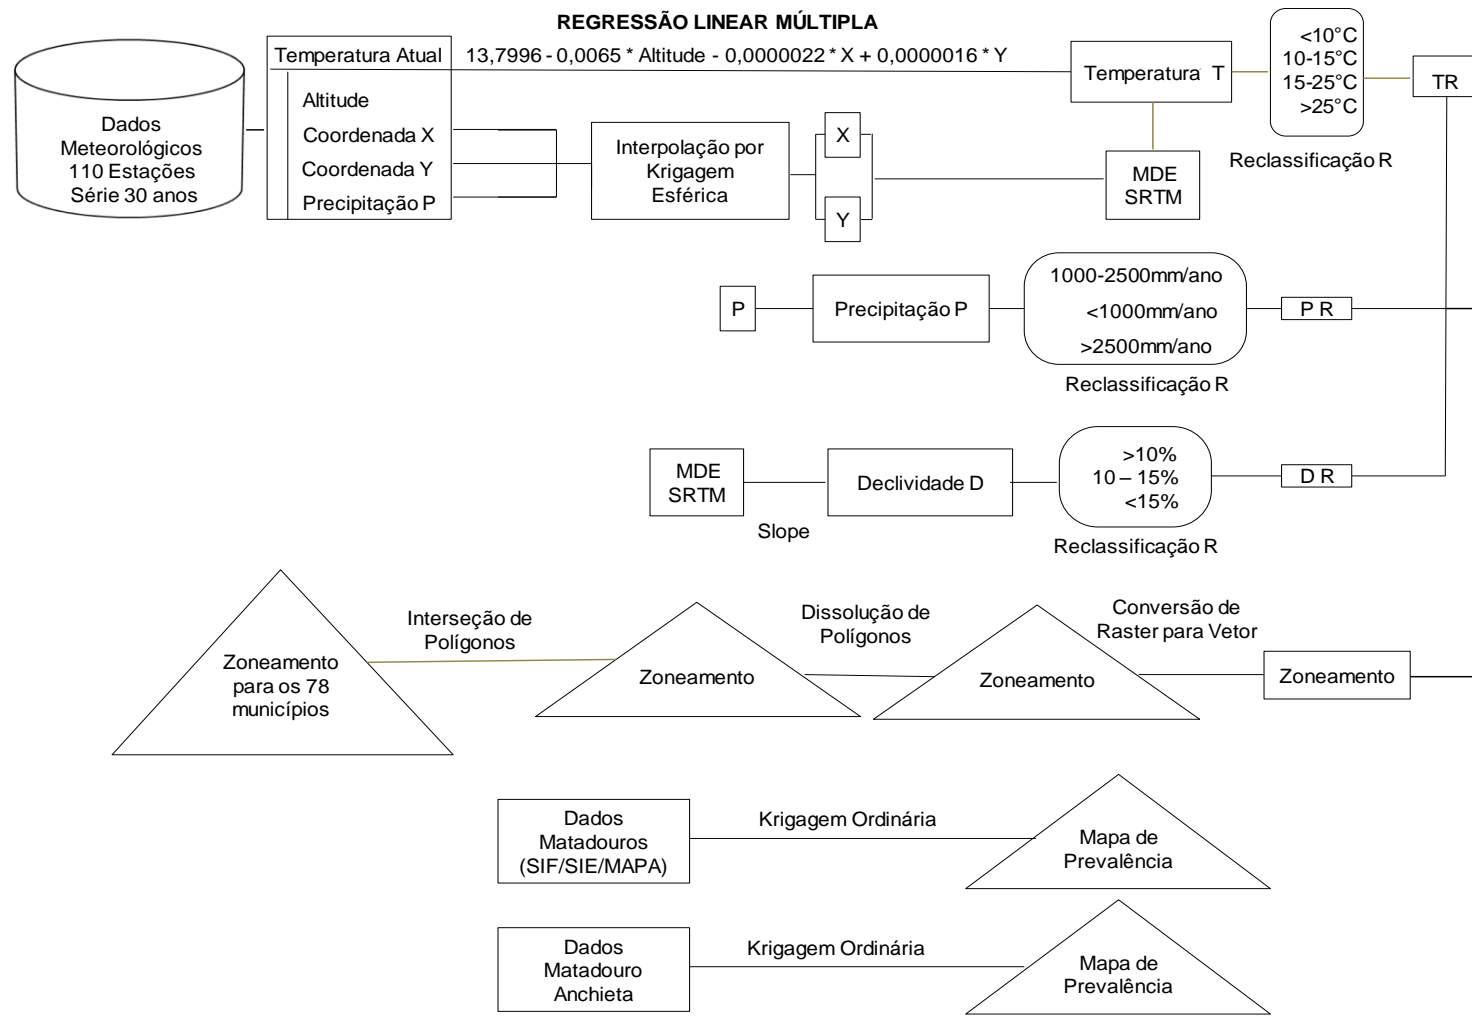 REGRESSÃO LINEAR MÚLTIPLA
Dados
Meteorológicos
110 Estações
Série 30 anos
Temperatura Atual
Altitude
Coordenada X
Coordenada Y
Precipitação P
13,7996 - 0,0065 * Altitude - 0,0000022 * X + 0,0000016 * Y
Interpolação por
Krigagem
Esférica
X
Y
Temperatura T
MDE
SRTM
<10°C
10-15°C
15-25°C
>25°C
Reclassificação R
TR
P
Precipitação P
1000-2500mm/ano
<1000mm/ano
>2500mm/ano
Reclassificação R
P R
MDE
SRTM
Slope
Declividade D
>10%
10 – 15%
<15%
Reclassificação R
D R
Zoneamento
para os 78
municípios
Interseção de
Polígonos
Zoneamento
Dissolução de
Polígonos
Zoneamento
Conversão de
Raster para Vetor
Zoneamento
Dados
Matadouros
(SIF/SIE/MAPA)
Krigagem Ordinária
Mapa de
Prevalência
Dados
Matadouro
Anchieta
Krigagem Ordinária
Mapa de
Prevalência